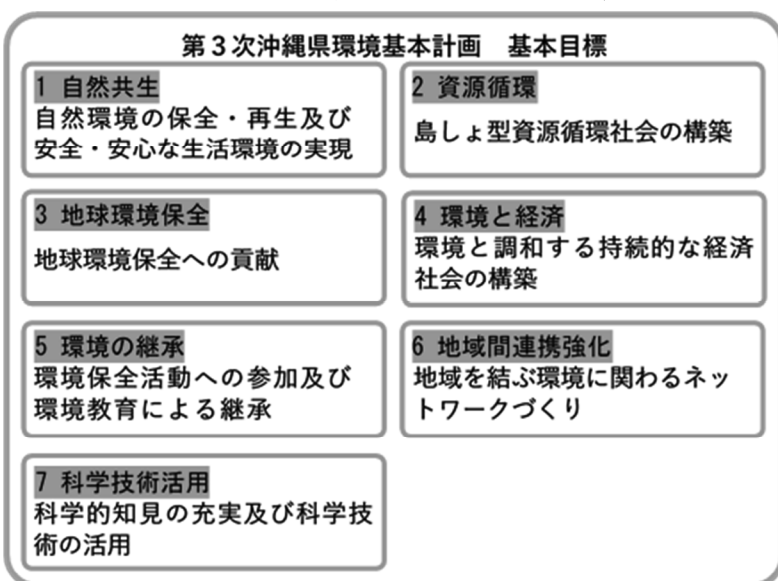 第3次沖縄県環境基本計画　基本目標
1 自然共生
自然環境の保全・再生及び
安全・安心な生活環境の実現
2 資源循環
島しょ型資源循環社会の構築
3 地球環境保全
地球環境保全への貢献
4 環境と経済
環境と調和する持続的な経済
社会の構築
5 環境の継承
環境保全活動への参加及び
環境教育による継承
6 地域間連携強化
地域を結ぶ環境に関わるネッ
トワークづくり
7 科学技術活用
科学的知見の充実及び科学技
術の活用